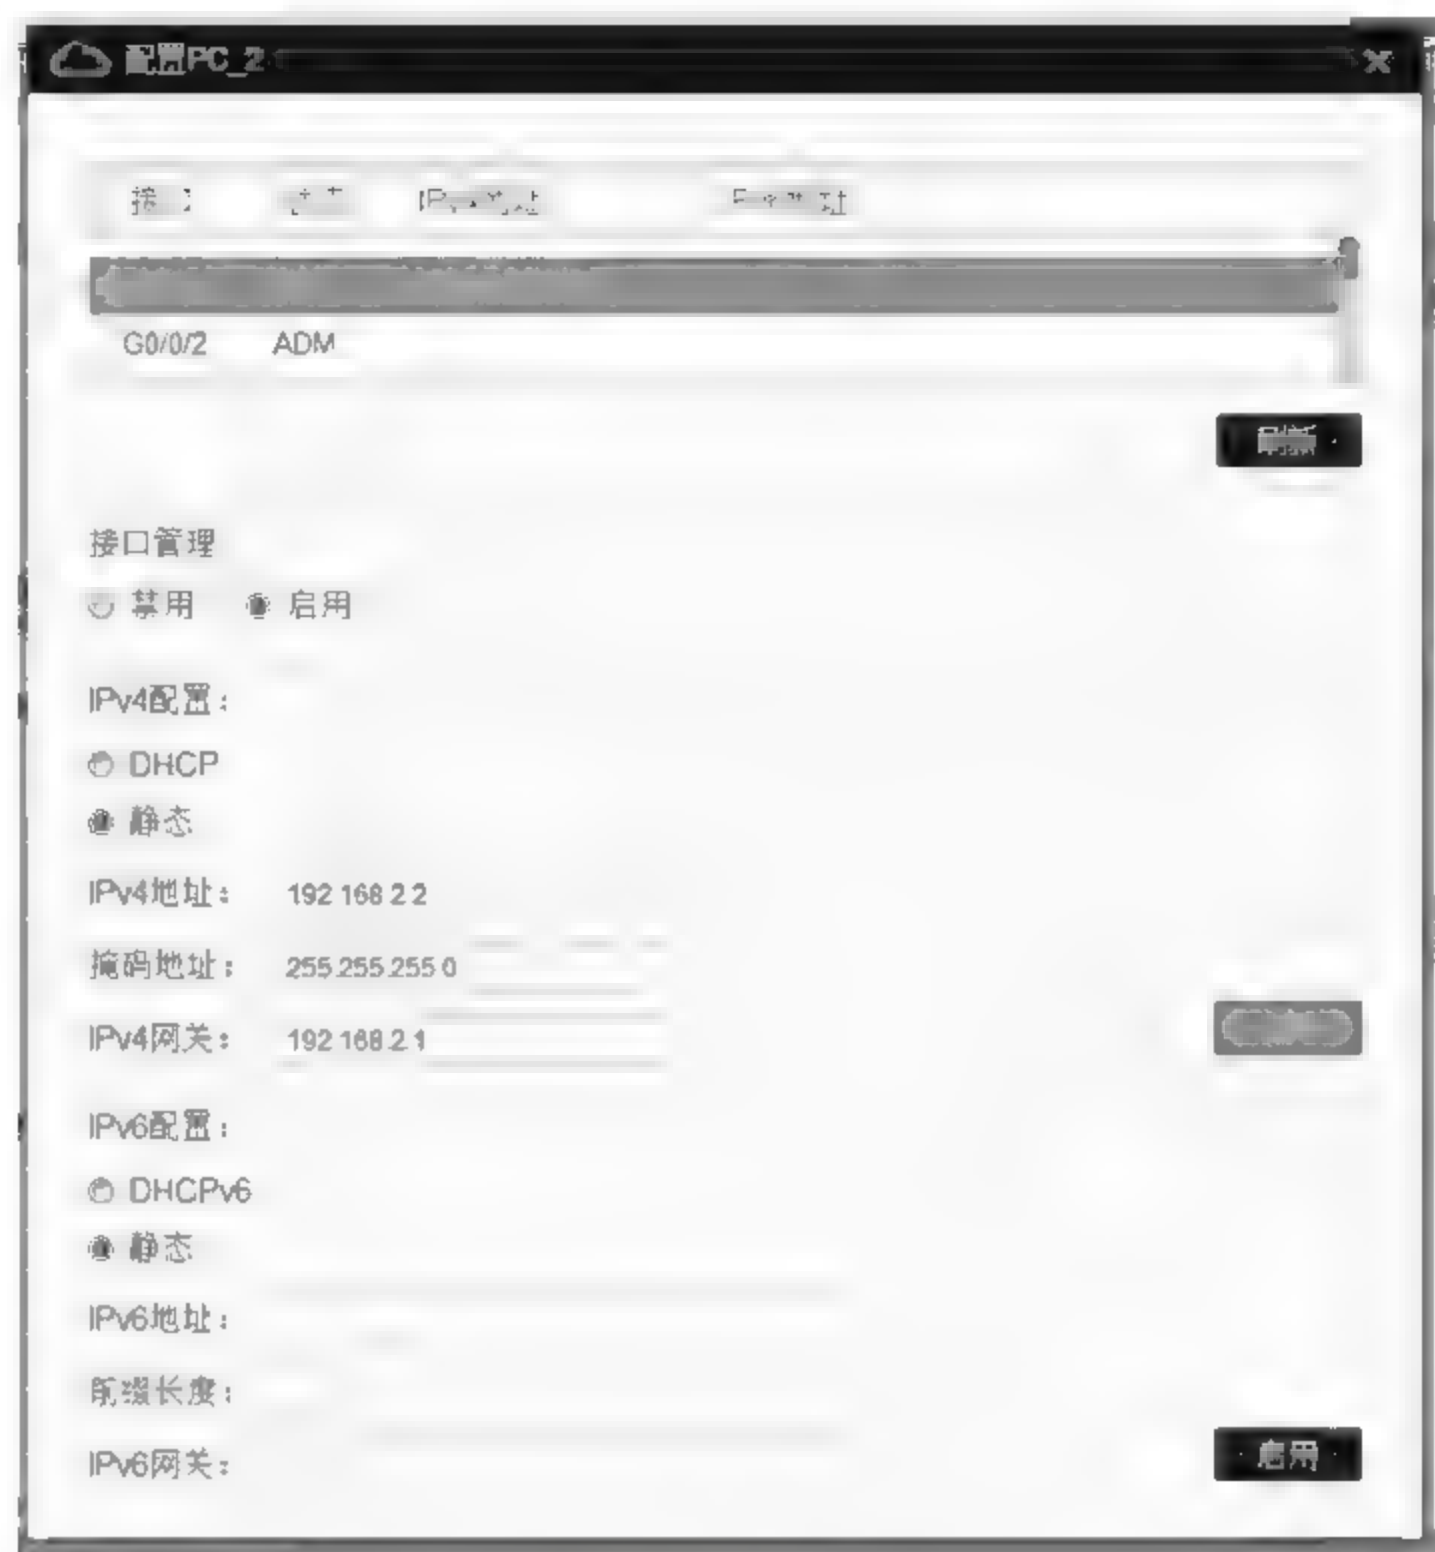 配置PC_2
G0/0/2 ADM
刷新
接口管理
禁用 启用
IPv4配置：
DHCP
静态
IPv4地址： 192.168.2.2
掩码地址： 255.255.255.0
IPv4网关： 192.168.2.1
IPv6配置：
DHCPv6
静态
IPv6地址：
前缀长度：
IPv6网关：
启用